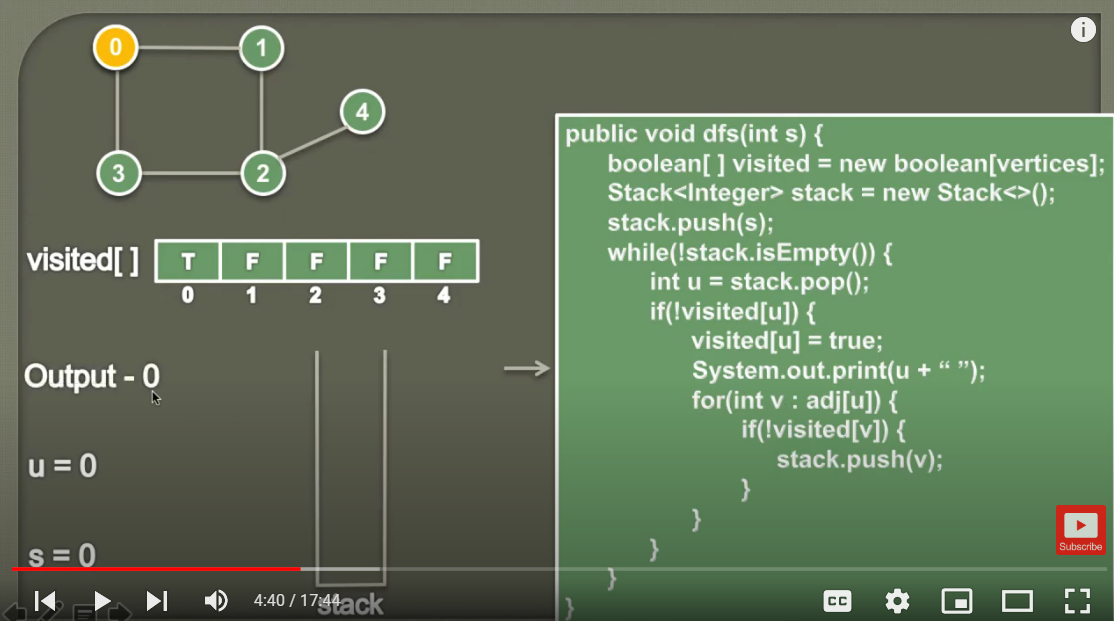 0
1
4
3
2
visited[ ]
T F F F F
0 1 2 3 4
Output - 0
u = 0
s = 0
stack
public void dfs(int s) {
boolean[ ] visited = new boolean[vertices];
Stack<Integer> stack = new Stack<>();
stack.push(s);
while(!stack.isEmpty()) {
int u = stack.pop();
if(!visited[u]) {
visited[u] = true;
System.out.print(u + “ ”);
for(int v : adj[u]) {
if(!visited[v]) {
stack.push(v);
}
}
}
}
}
i
Subscribe
4:40 / 17:44
CC